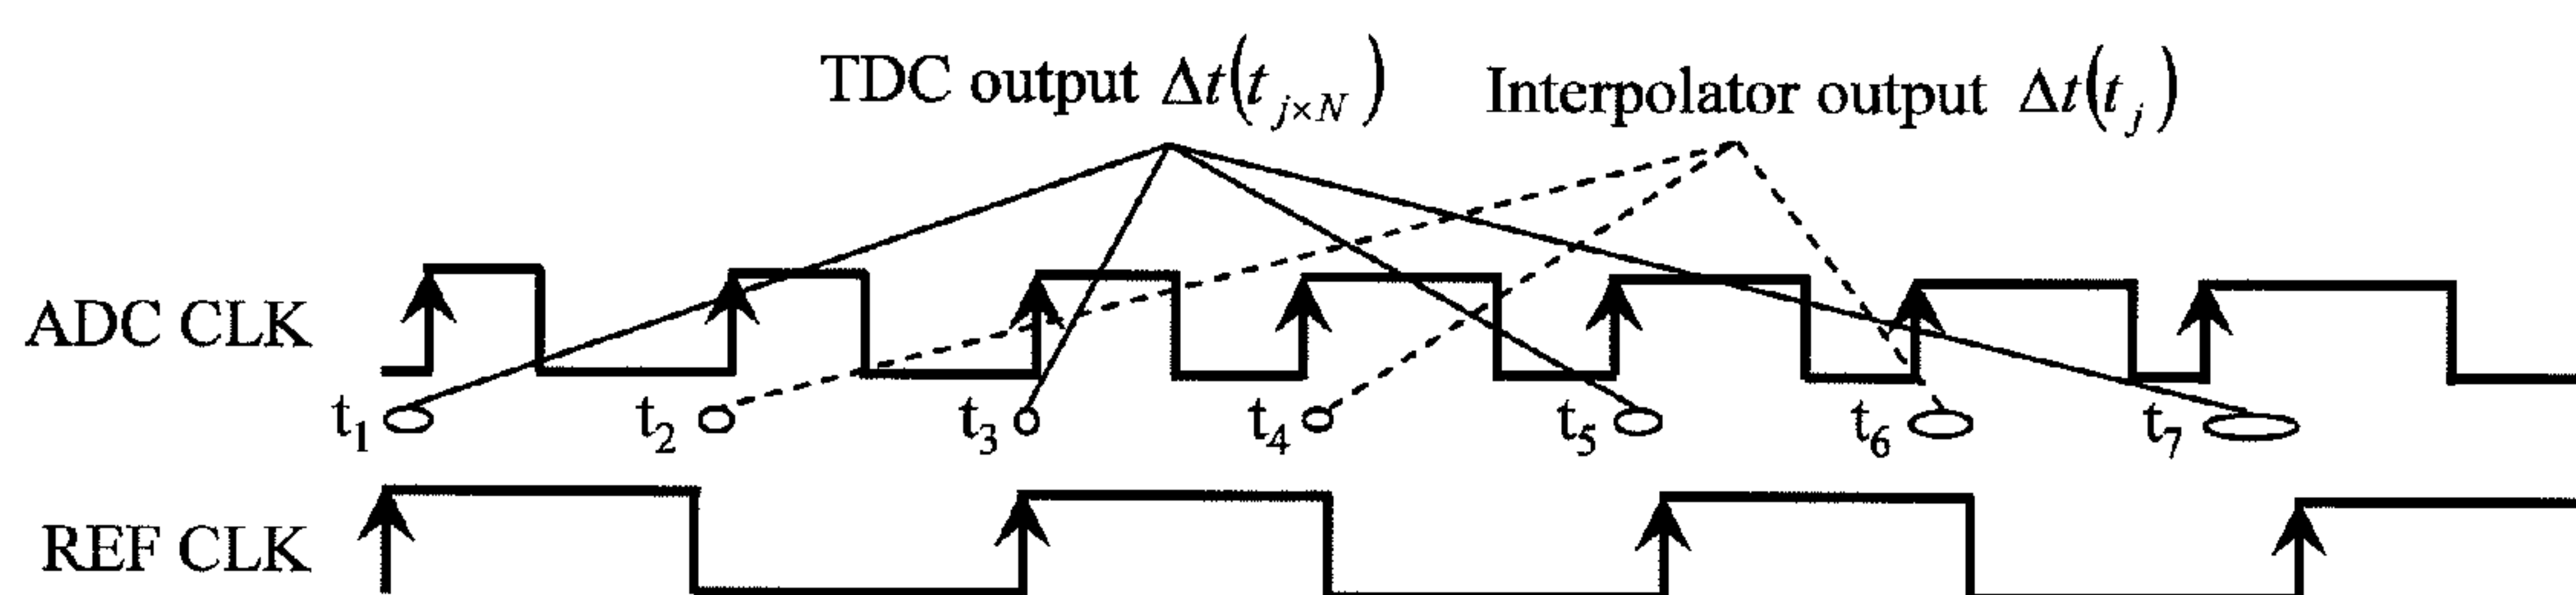 TDC output Δt(t_{j×N})
Interpolator output Δt(t_j)
ADC CLK
t₁ t₂ t₃ t₄ t₅ t₆ t₇
REF CLK